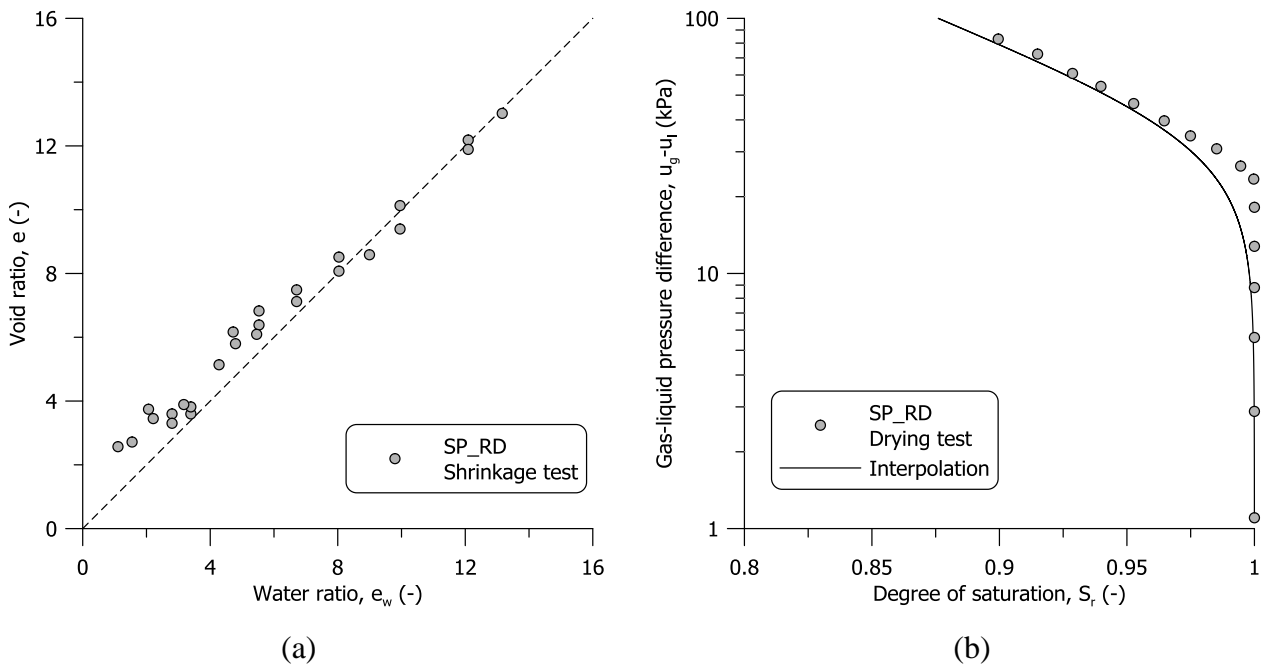 16
12
8
4
0
0
4
8
12
16
Void ratio, e (-)
Water ratio, e_w (-)
SP_RD
Shrinkage test
(a)
100
10
1
0.8
0.85
0.9
0.95
1
Gas-liquid pressure difference, u_g-u_l (kPa)
Degree of saturation, S_r (-)
SP_RD
Drying test
Interpolation
(b)